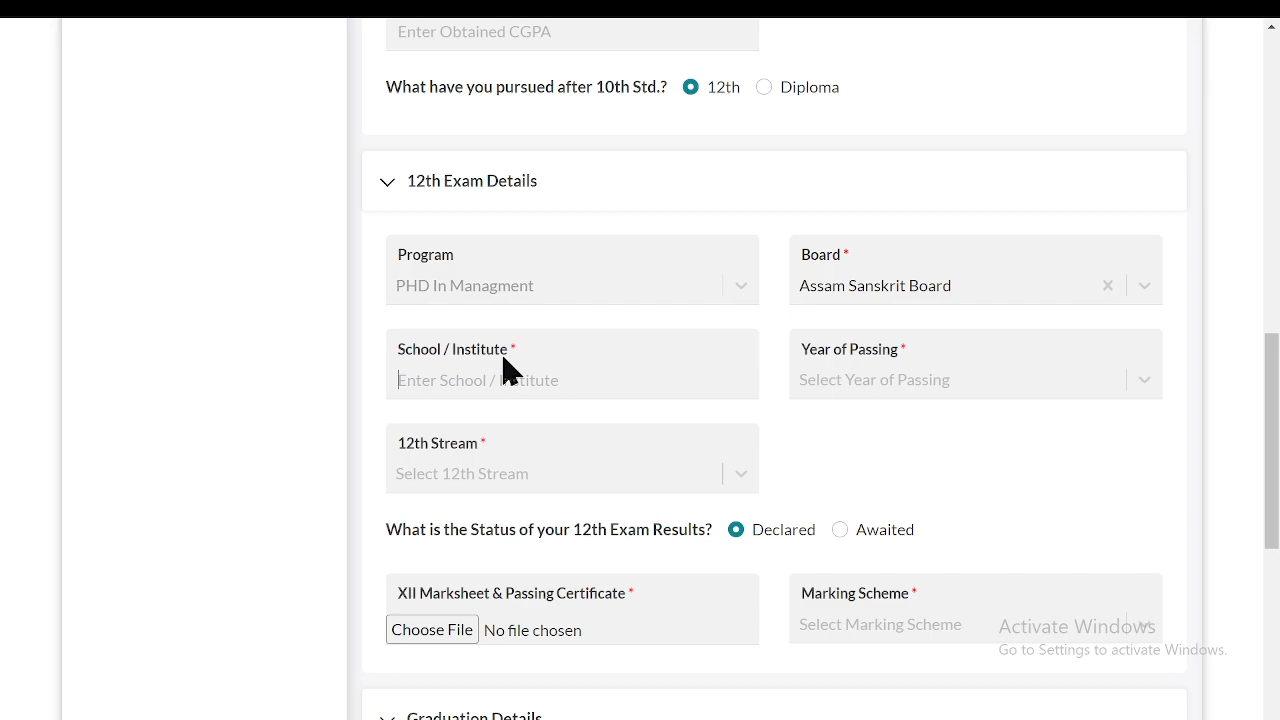 Enter Obtained CGPA
What have you pursued after 10th Std.? 12th Diploma
12th Exam Details
Program
PHD In Managment
Board *
Assam Sanskrit Board
School / Institute *
Enter School / Institute
Year of Passing *
Select Year of Passing
12th Stream *
Select 12th Stream
What is the Status of your 12th Exam Results? Declared Awaited
XII Marksheet & Passing Certificate *
Choose File No file chosen
Marking Scheme *
Select Marking Scheme
Activate Windows
Go to Settings to activate Windows.
Graduation Details